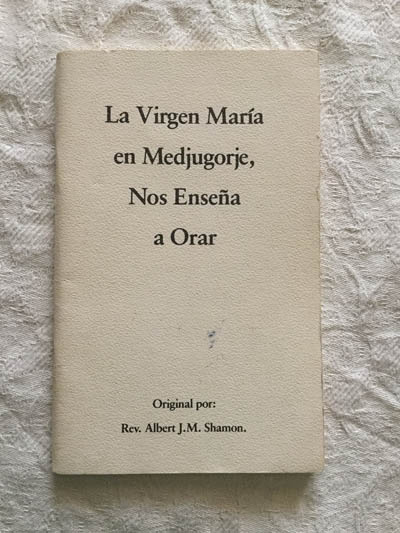 La Virgen María
en Medjugorje,
Nos Enseña
a Orar
Original por:
Rev. Albert J.M. Shamon.